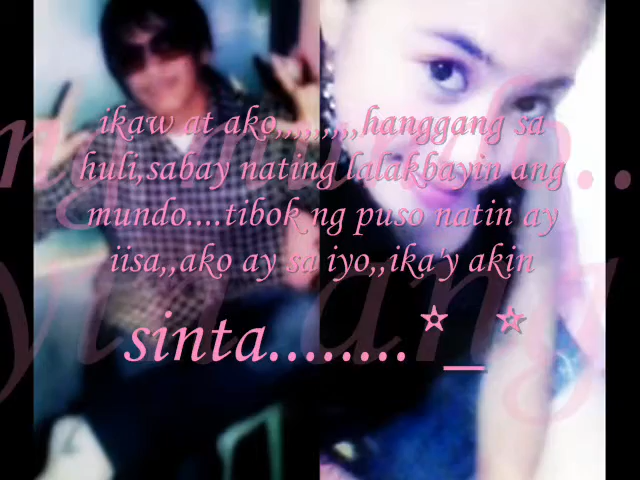 ikaw at ako,,,,,,,,,hanggang sa
huli,sabay nating lalakbayin ang
mundo....tibok ng puso natin ay
iisa,,ako ay sa iyo,,ika'y akin
sinta........*_*